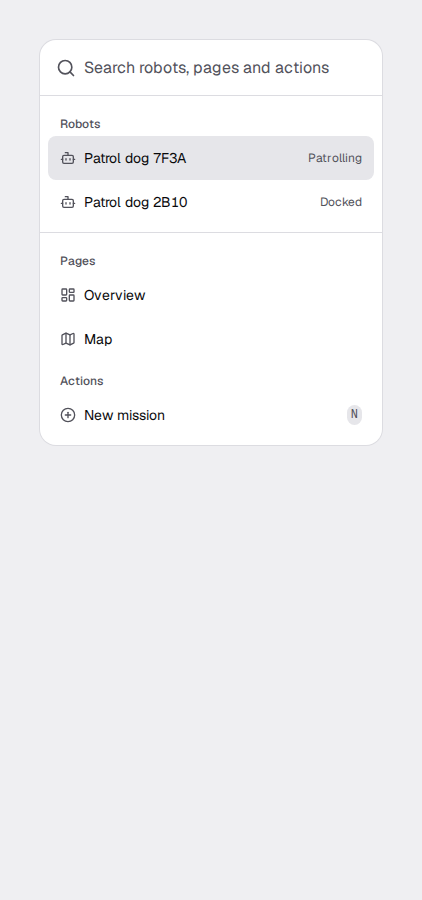 Search robots, pages and actions
Robots
Patrol dog 7F3A Patrolling
Patrol dog 2B10 Docked
Pages
Overview
Map
Actions
New mission N